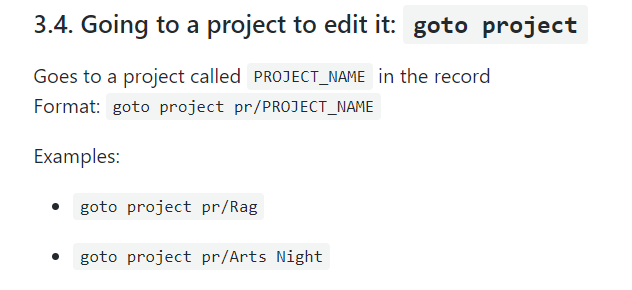 3.4. Going to a project to edit it: goto project
Goes to a project called PROJECT_NAME in the record
Format: goto project pr/PROJECT_NAME
Examples:
• goto project pr/Rag
• goto project pr/Arts Night